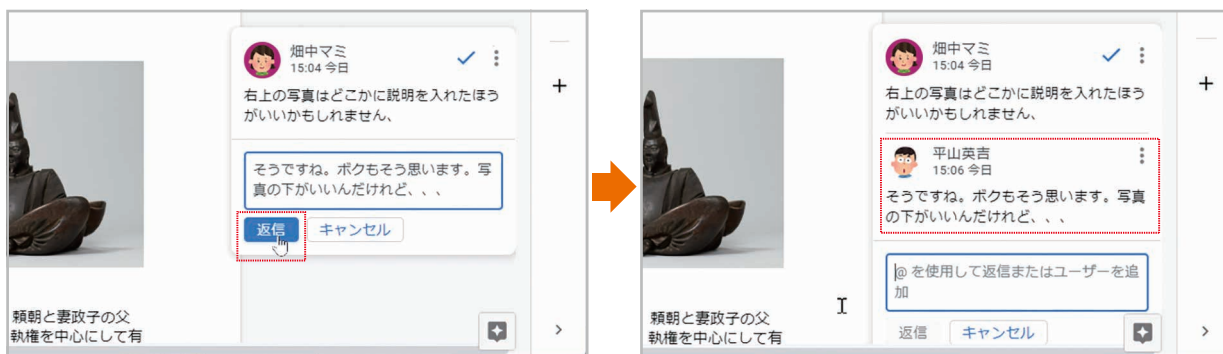 畑中マミ
15:04 今日
右上の写真はどこかに説明を入れたほう
がいいかもしれません、
そうですね。ボクもそう思います。写
真の下がいいんだけれど、、、
返信 キャンセル
頼朝と妻政子の父
執権を中心にして有
畑中マミ
15:04 今日
右上の写真はどこかに説明を入れたほう
がいいかもしれません、
平山英吉
15:06 今日
そうですね。ボクもそう思います。写真
の下がいいんだけれど、、、
@ を使用して返信またはユーザーを追
加
返信 キャンセル
頼朝と妻政子の父
執権を中心にして有